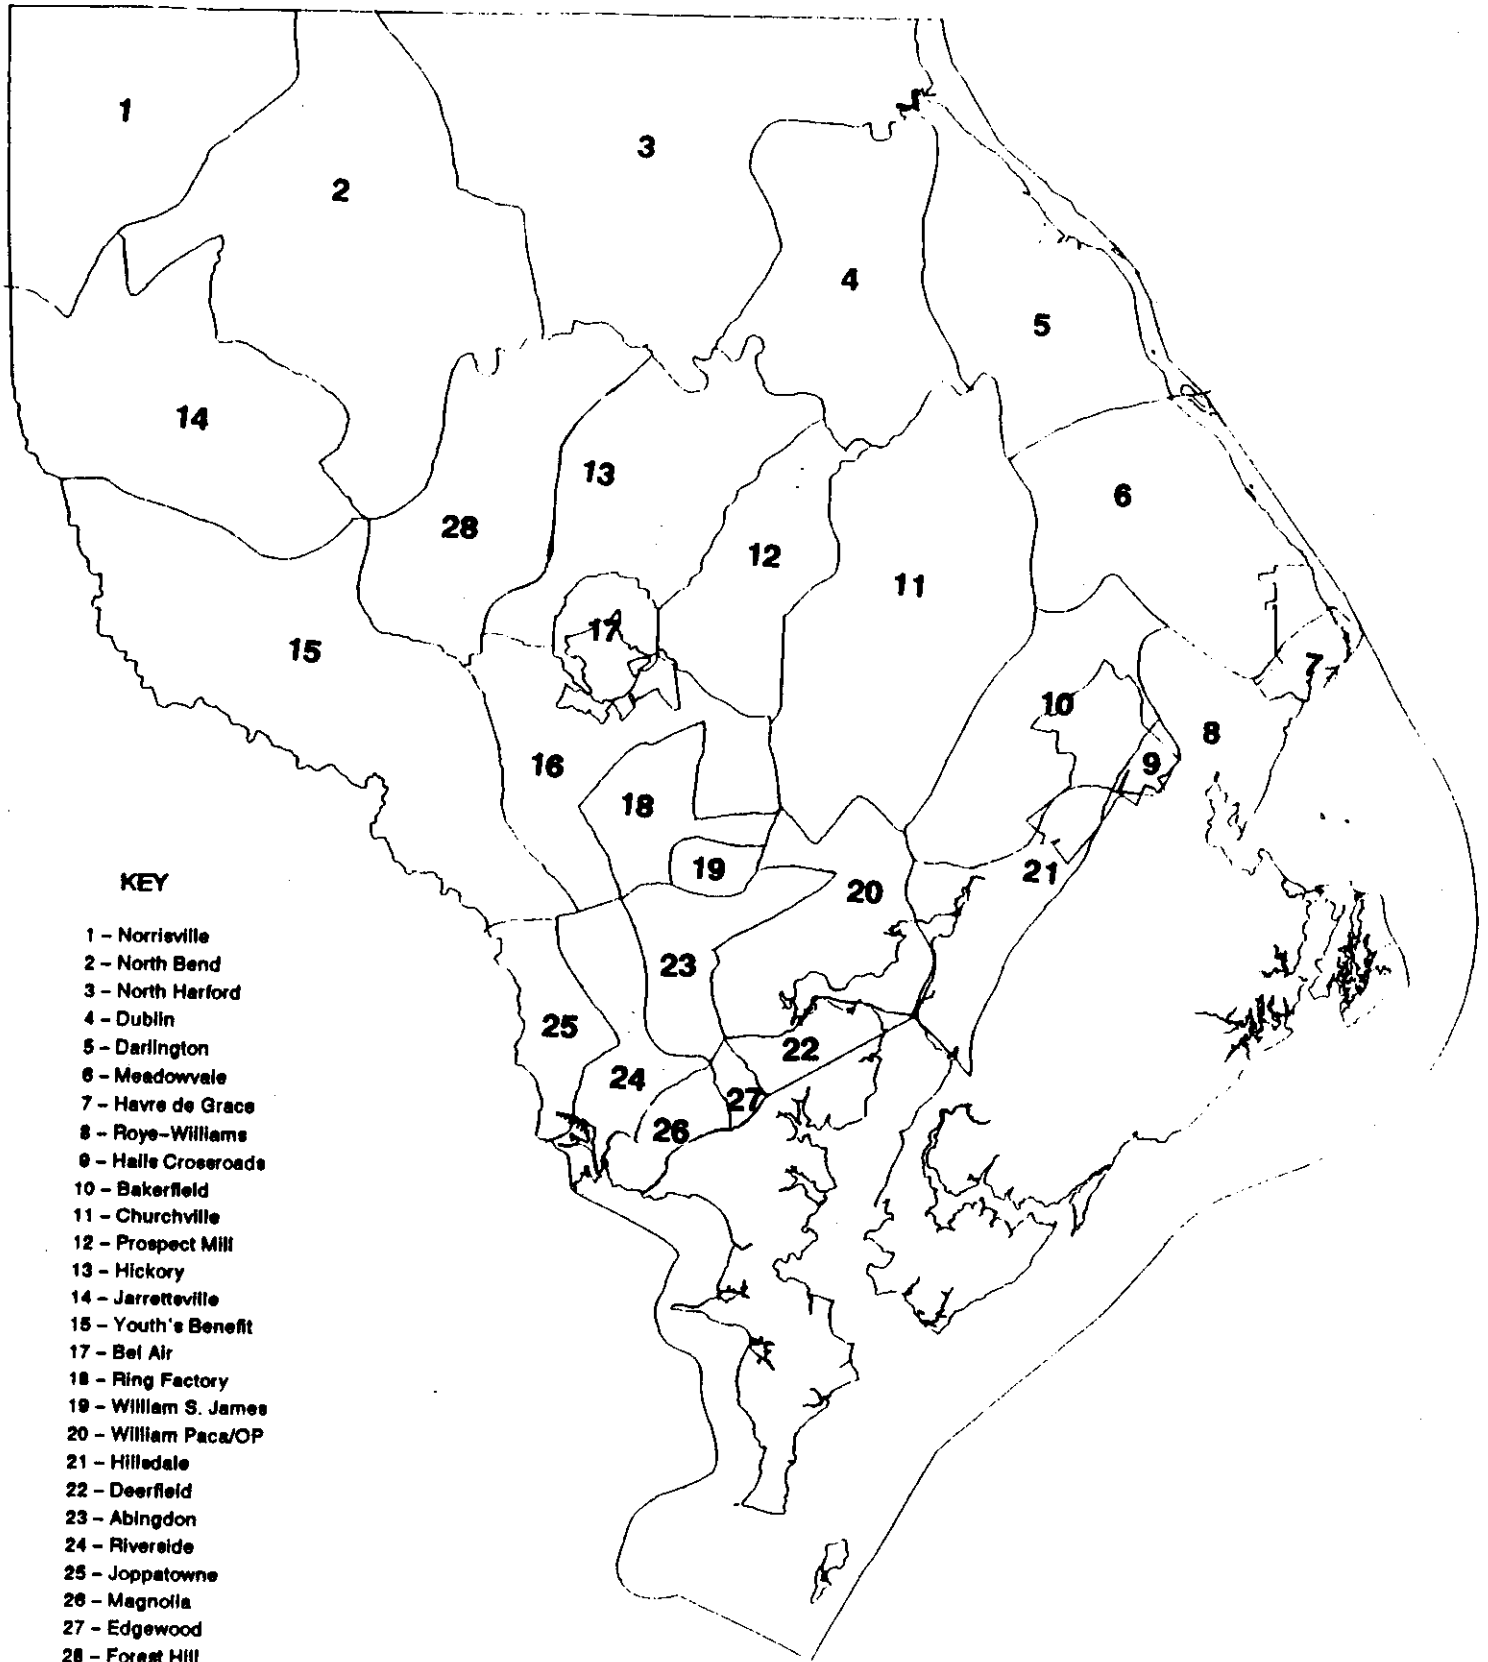 1
3
2
4
5
14
13
6
28
12
11
17
15
7
10
8
16
9
18
19
21
20
KEY
23
1 – Norrisville
2 – North Bend
3 – North Harford
25
4 – Dublin
22
5 – Darlington
24
6 – Meadowvale
27
7 – Havre de Grace
26
8 – Roye–Williams
9 – Halls Crossroads
10 – Bakerfield
11 – Churchville
12 – Prospect Mill
13 – Hickory
14 – Jarrettsville
15 – Youth's Benefit
17 – Bel Air
18 – Ring Factory
19 – William S. James
20 – William Paca/OP
21 – Hillsdale
22 – Deerfield
23 – Abingdon
24 – Riverside
25 – Joppatowne
26 – Magnolia
27 – Edgewood
28 – Forest Hill